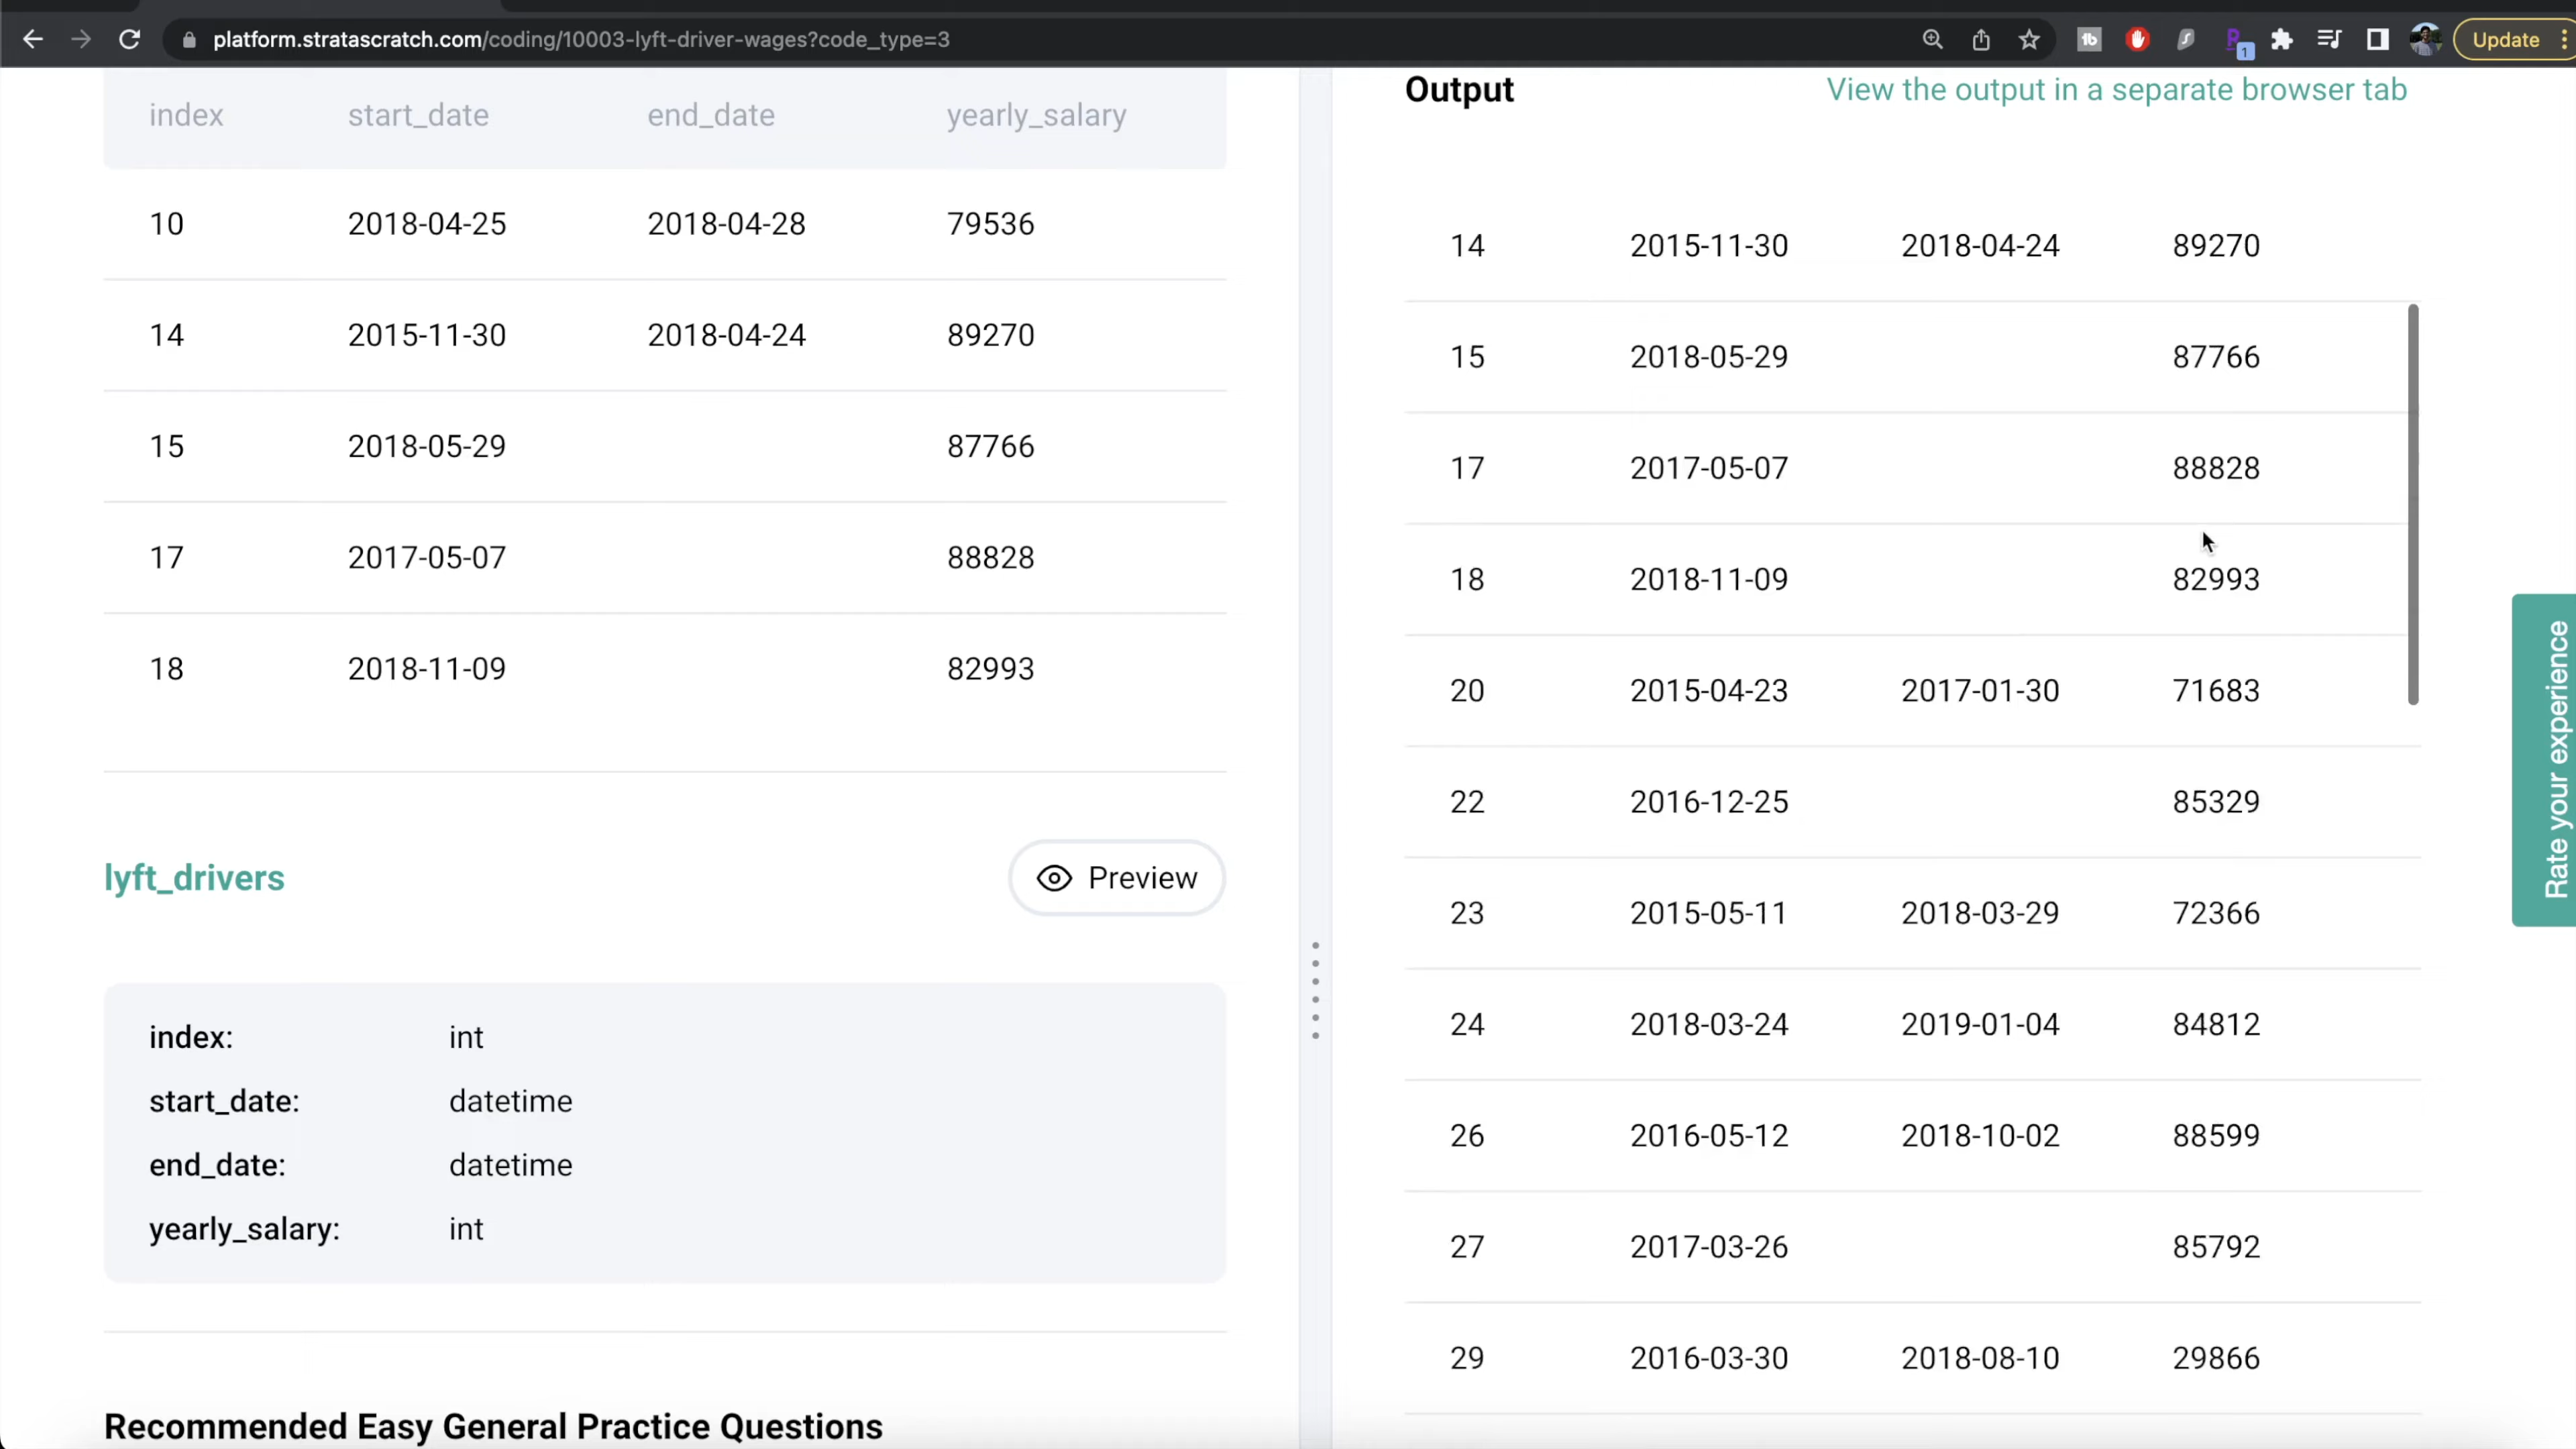 platform.stratascratch.com/coding/10003-lyft-driver-wages?code_type=3
1
Update
index start_date end_date yearly_salary
10 2018-04-25 2018-04-28 79536
14 2015-11-30 2018-04-24 89270
15 2018-05-29 87766
17 2017-05-07 88828
18 2018-11-09 82993
lyft_drivers
Preview
index: int
start_date: datetime
end_date: datetime
yearly_salary: int
Recommended Easy General Practice Questions
Output
View the output in a separate browser tab
14 2015-11-30 2018-04-24 89270
15 2018-05-29 87766
17 2017-05-07 88828
18 2018-11-09 82993
20 2015-04-23 2017-01-30 71683
22 2016-12-25 85329
23 2015-05-11 2018-03-29 72366
24 2018-03-24 2019-01-04 84812
26 2016-05-12 2018-10-02 88599
27 2017-03-26 85792
29 2016-03-30 2018-08-10 29866
Rate your experience